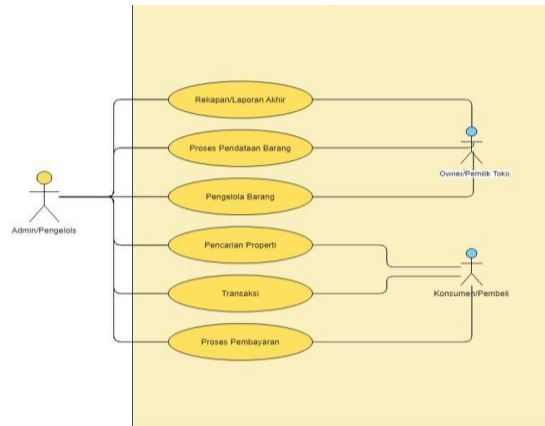 Rekapan/Laporan Akhir
Proses Pendataan Barang
Owner/Pemilik Toko
Pengelola Barang
Admin/Pengelols
Pencarian Properti
Transaksi
Konsumen/Pembeli
Proses Pembayaran